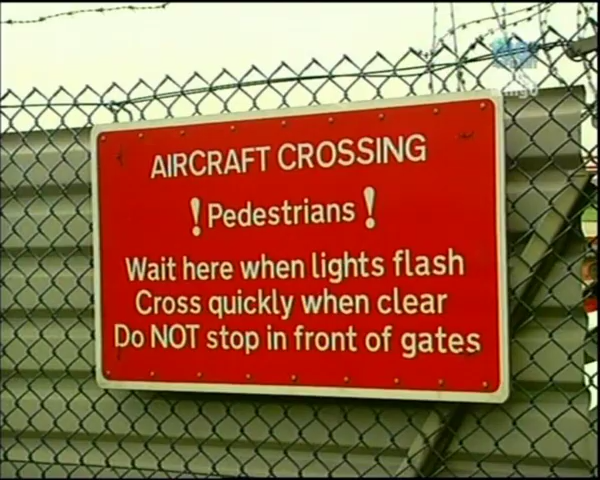 AIRCRAFT CROSSING
! Pedestrians !
Wait here when lights flash
Cross quickly when clear
Do NOT stop in front of gates